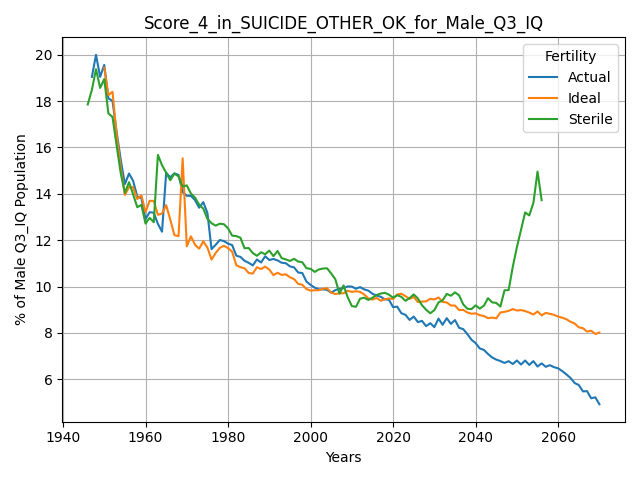 Score_4_in_SUICIDE_OTHER_OK_for_Male_Q3_IQ
Fertility
Actual
Ideal
Sterile
% of Male Q3_IQ Population
20
18
16
14
12
10
8
6
1940 1960 1980 2000 2020 2040 2060
Years